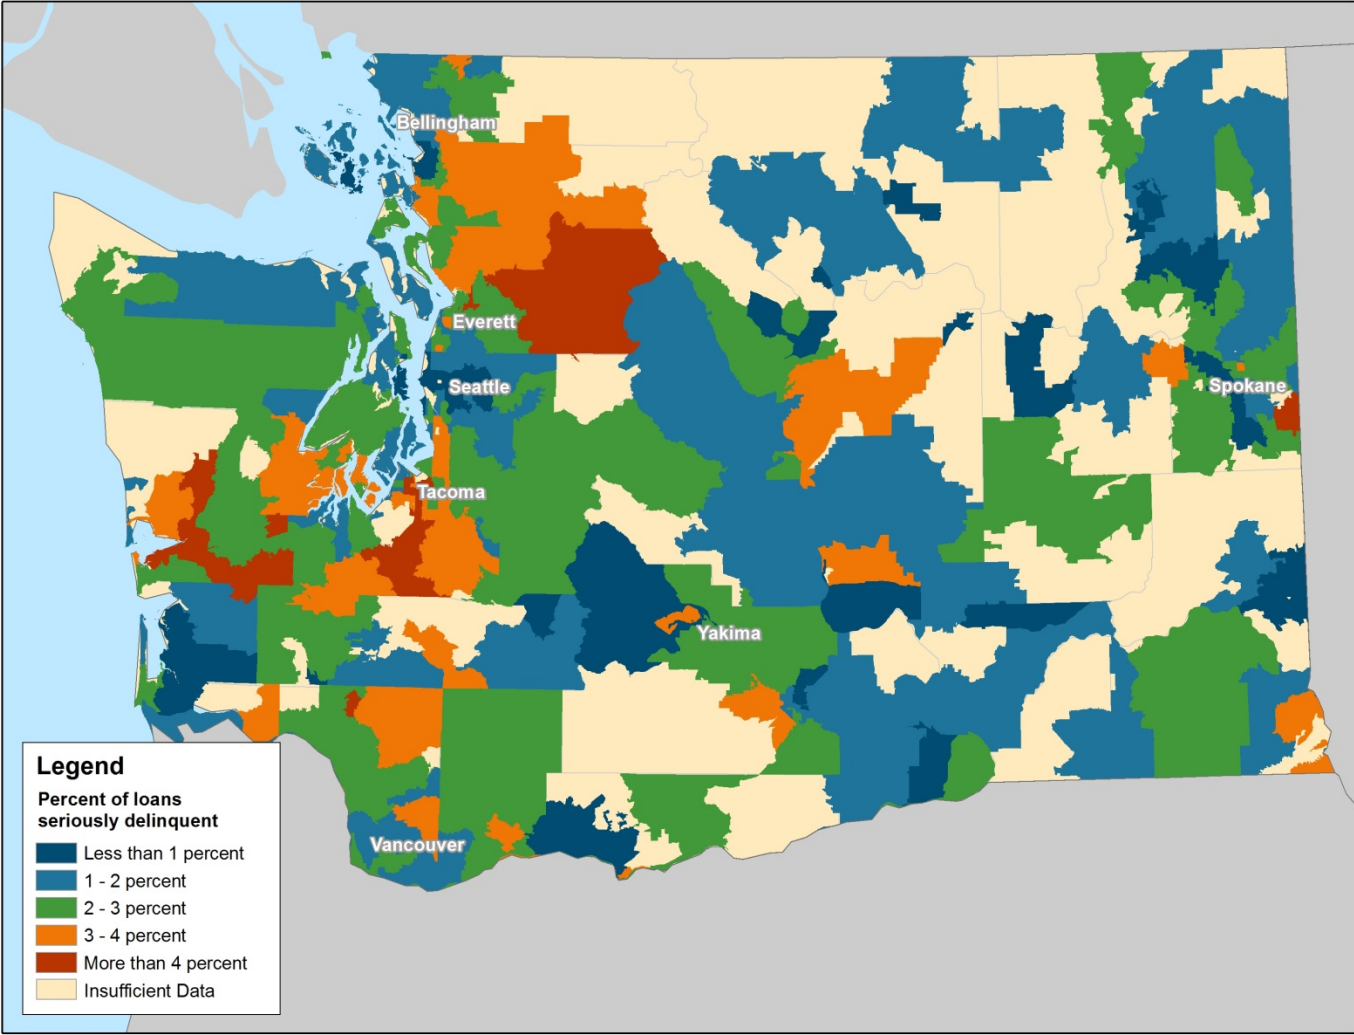 Bellingham
Everett
Seattle
Spokane
Tacoma
Yakima
Vancouver
Legend
Percent of loans
seriously delinquent
Less than 1 percent
1 - 2 percent
2 - 3 percent
3 - 4 percent
More than 4 percent
Insufficient Data